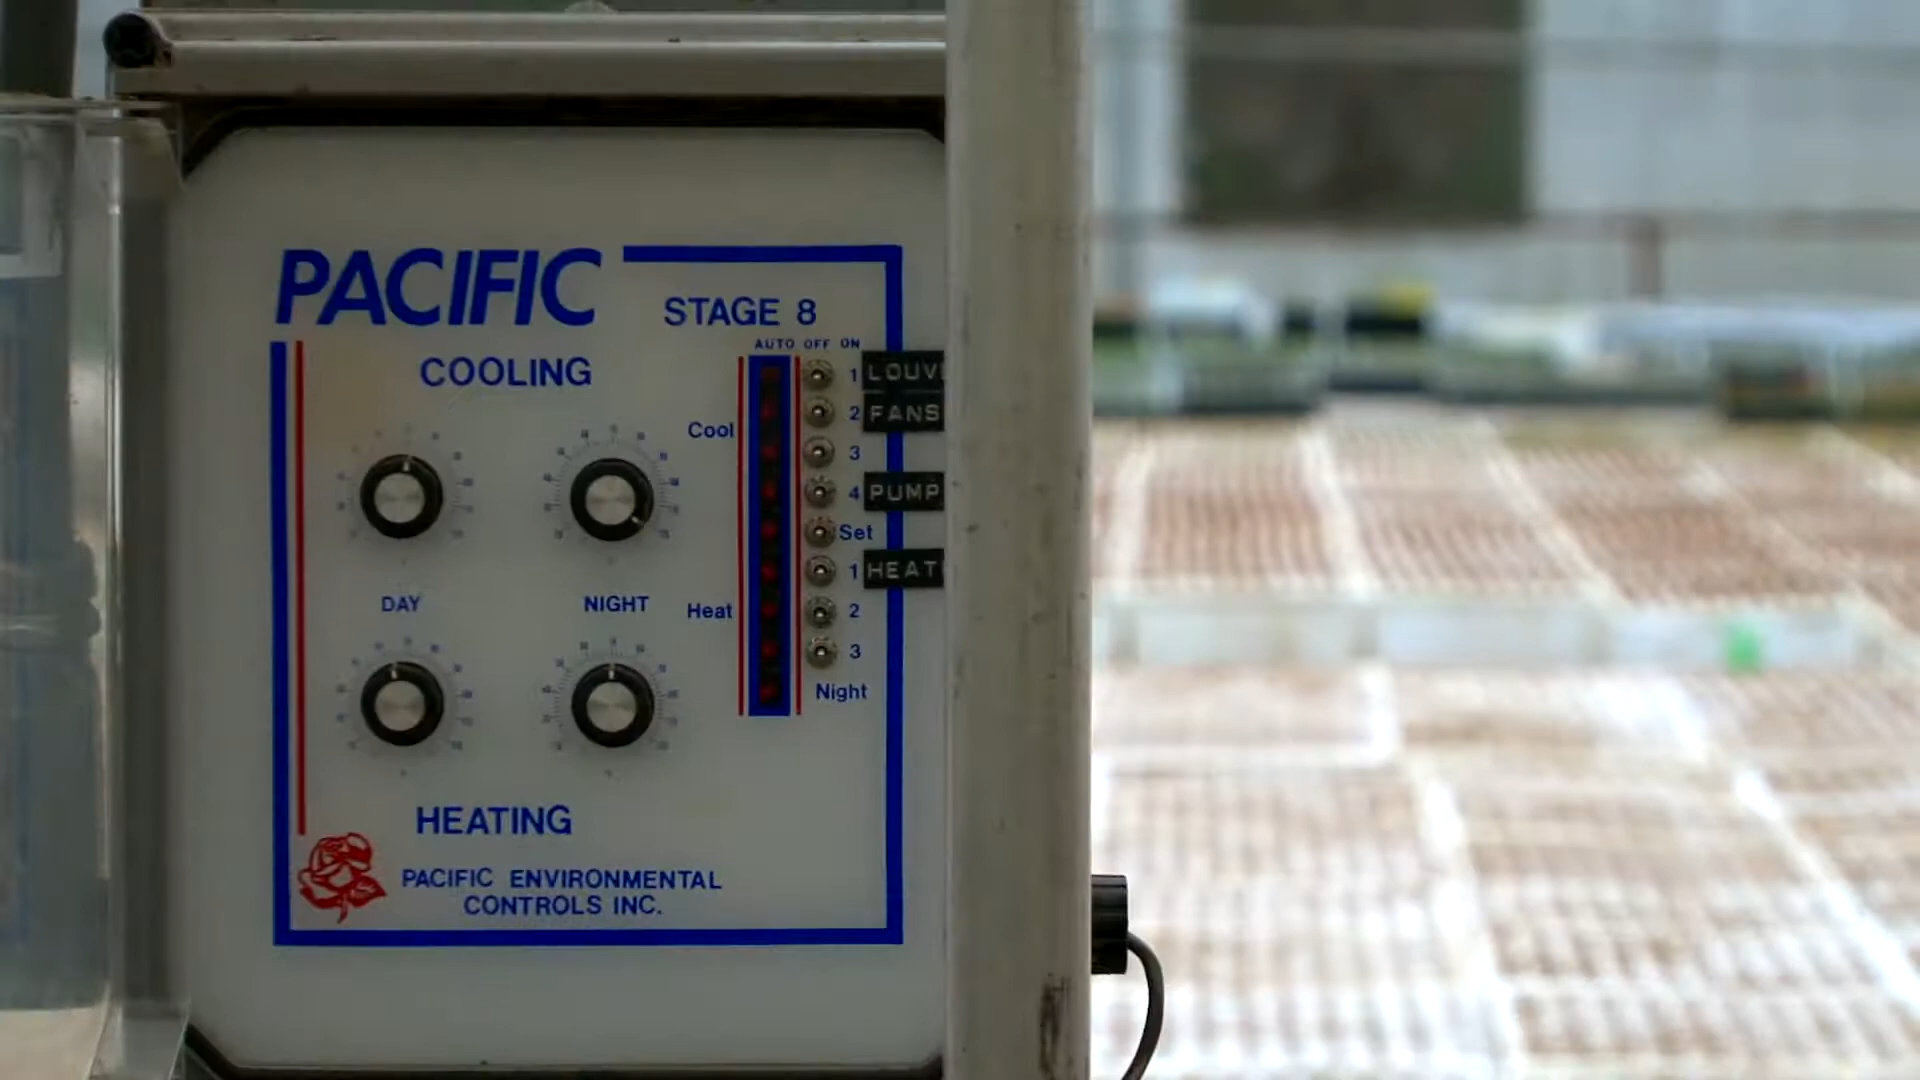 PACIFIC
STAGE 8
AUTO OFF ON
COOLING
1 LOUV
2 FANS
Cool
3
4 PUMP
Set
1 HEAT
DAY
NIGHT
Heat
2
3
Night
HEATING
PACIFIC ENVIRONMENTAL
CONTROLS INC.